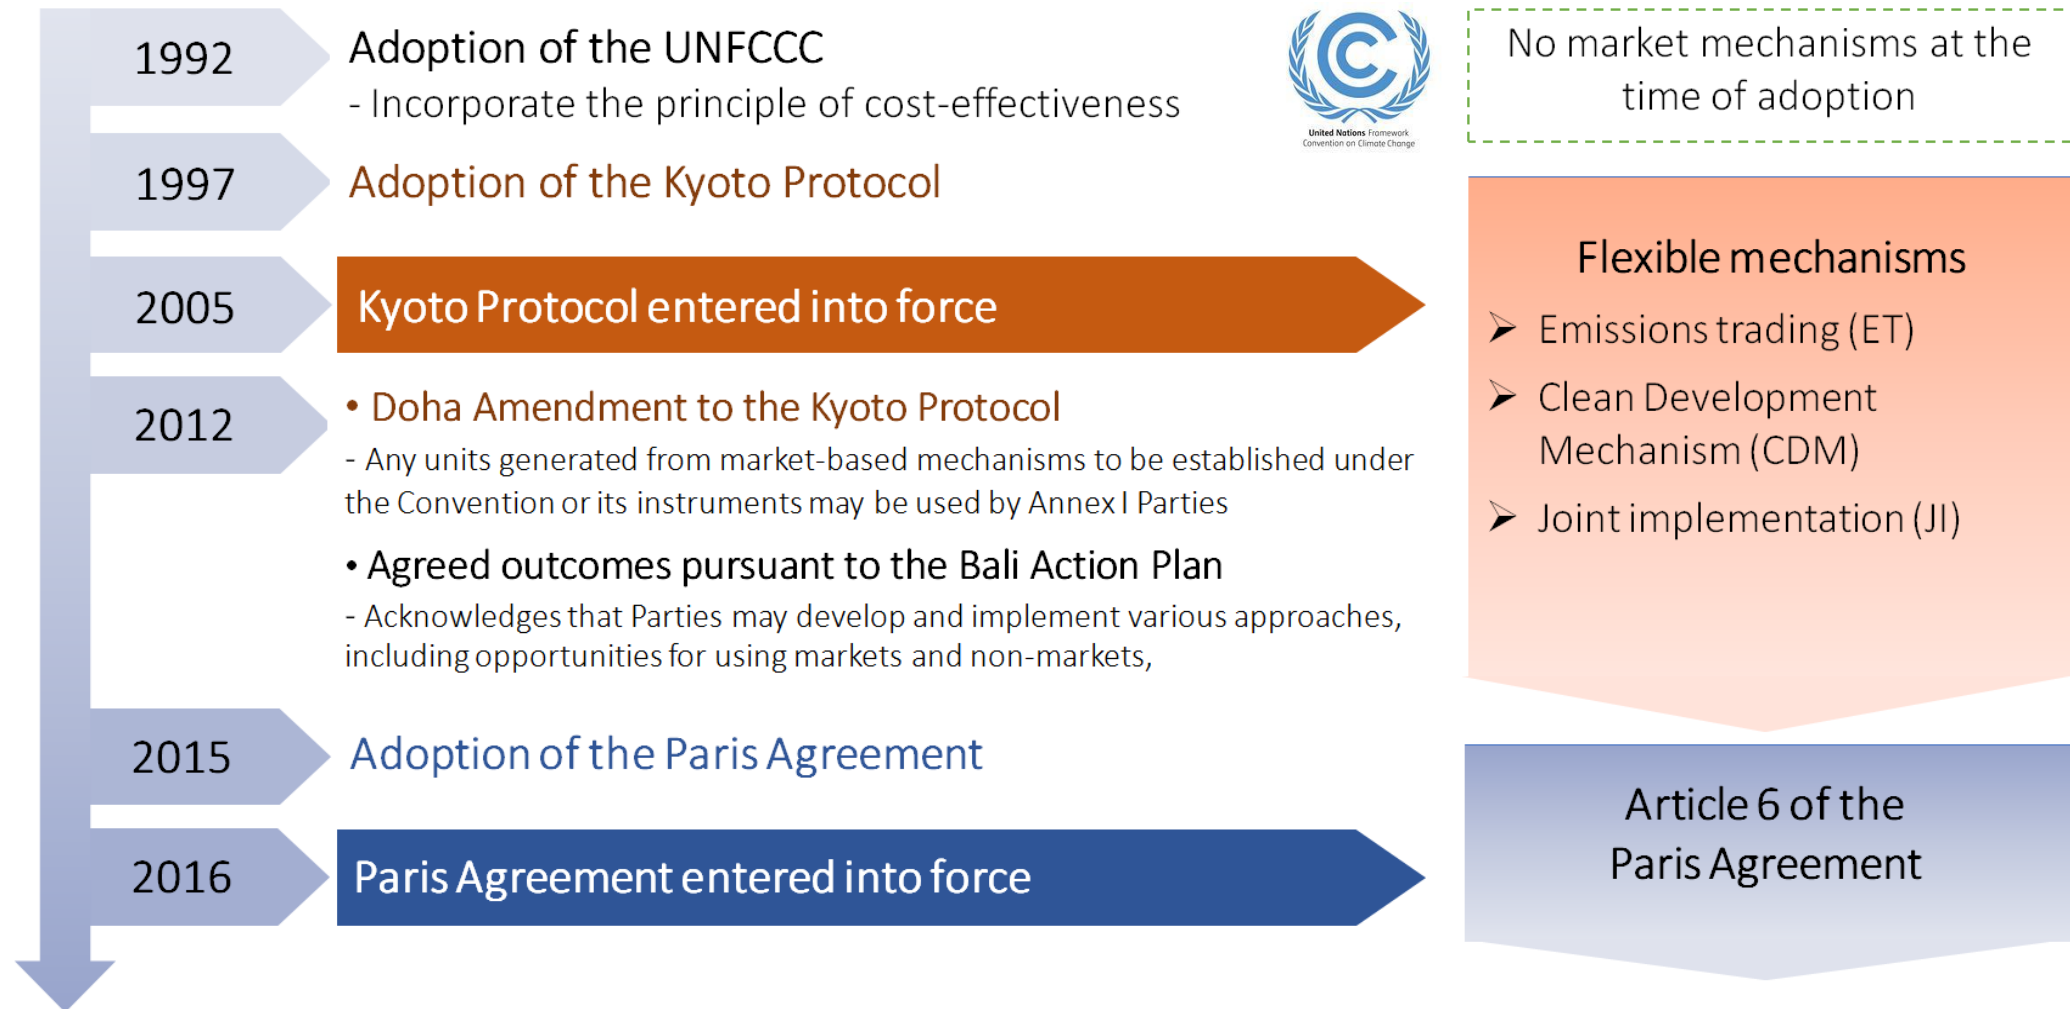 1992
Adoption of the UNFCCC
- Incorporate the principle of cost-effectiveness
United Nations Framework
Convention on Climate Change
No market mechanisms at the
time of adoption
1997
Adoption of the Kyoto Protocol
2005
Kyoto Protocol entered into force
2012
• Doha Amendment to the Kyoto Protocol
- Any units generated from market-based mechanisms to be established under
the Convention or its instruments may be used by Annex I Parties
• Agreed outcomes pursuant to the Bali Action Plan
- Acknowledges that Parties may develop and implement various approaches,
including opportunities for using markets and non-markets,
Flexible mechanisms
➢ Emissions trading (ET)
➢ Clean Development
Mechanism (CDM)
➢ Joint implementation (JI)
2015
Adoption of the Paris Agreement
2016
Paris Agreement entered into force
Article 6 of the
Paris Agreement